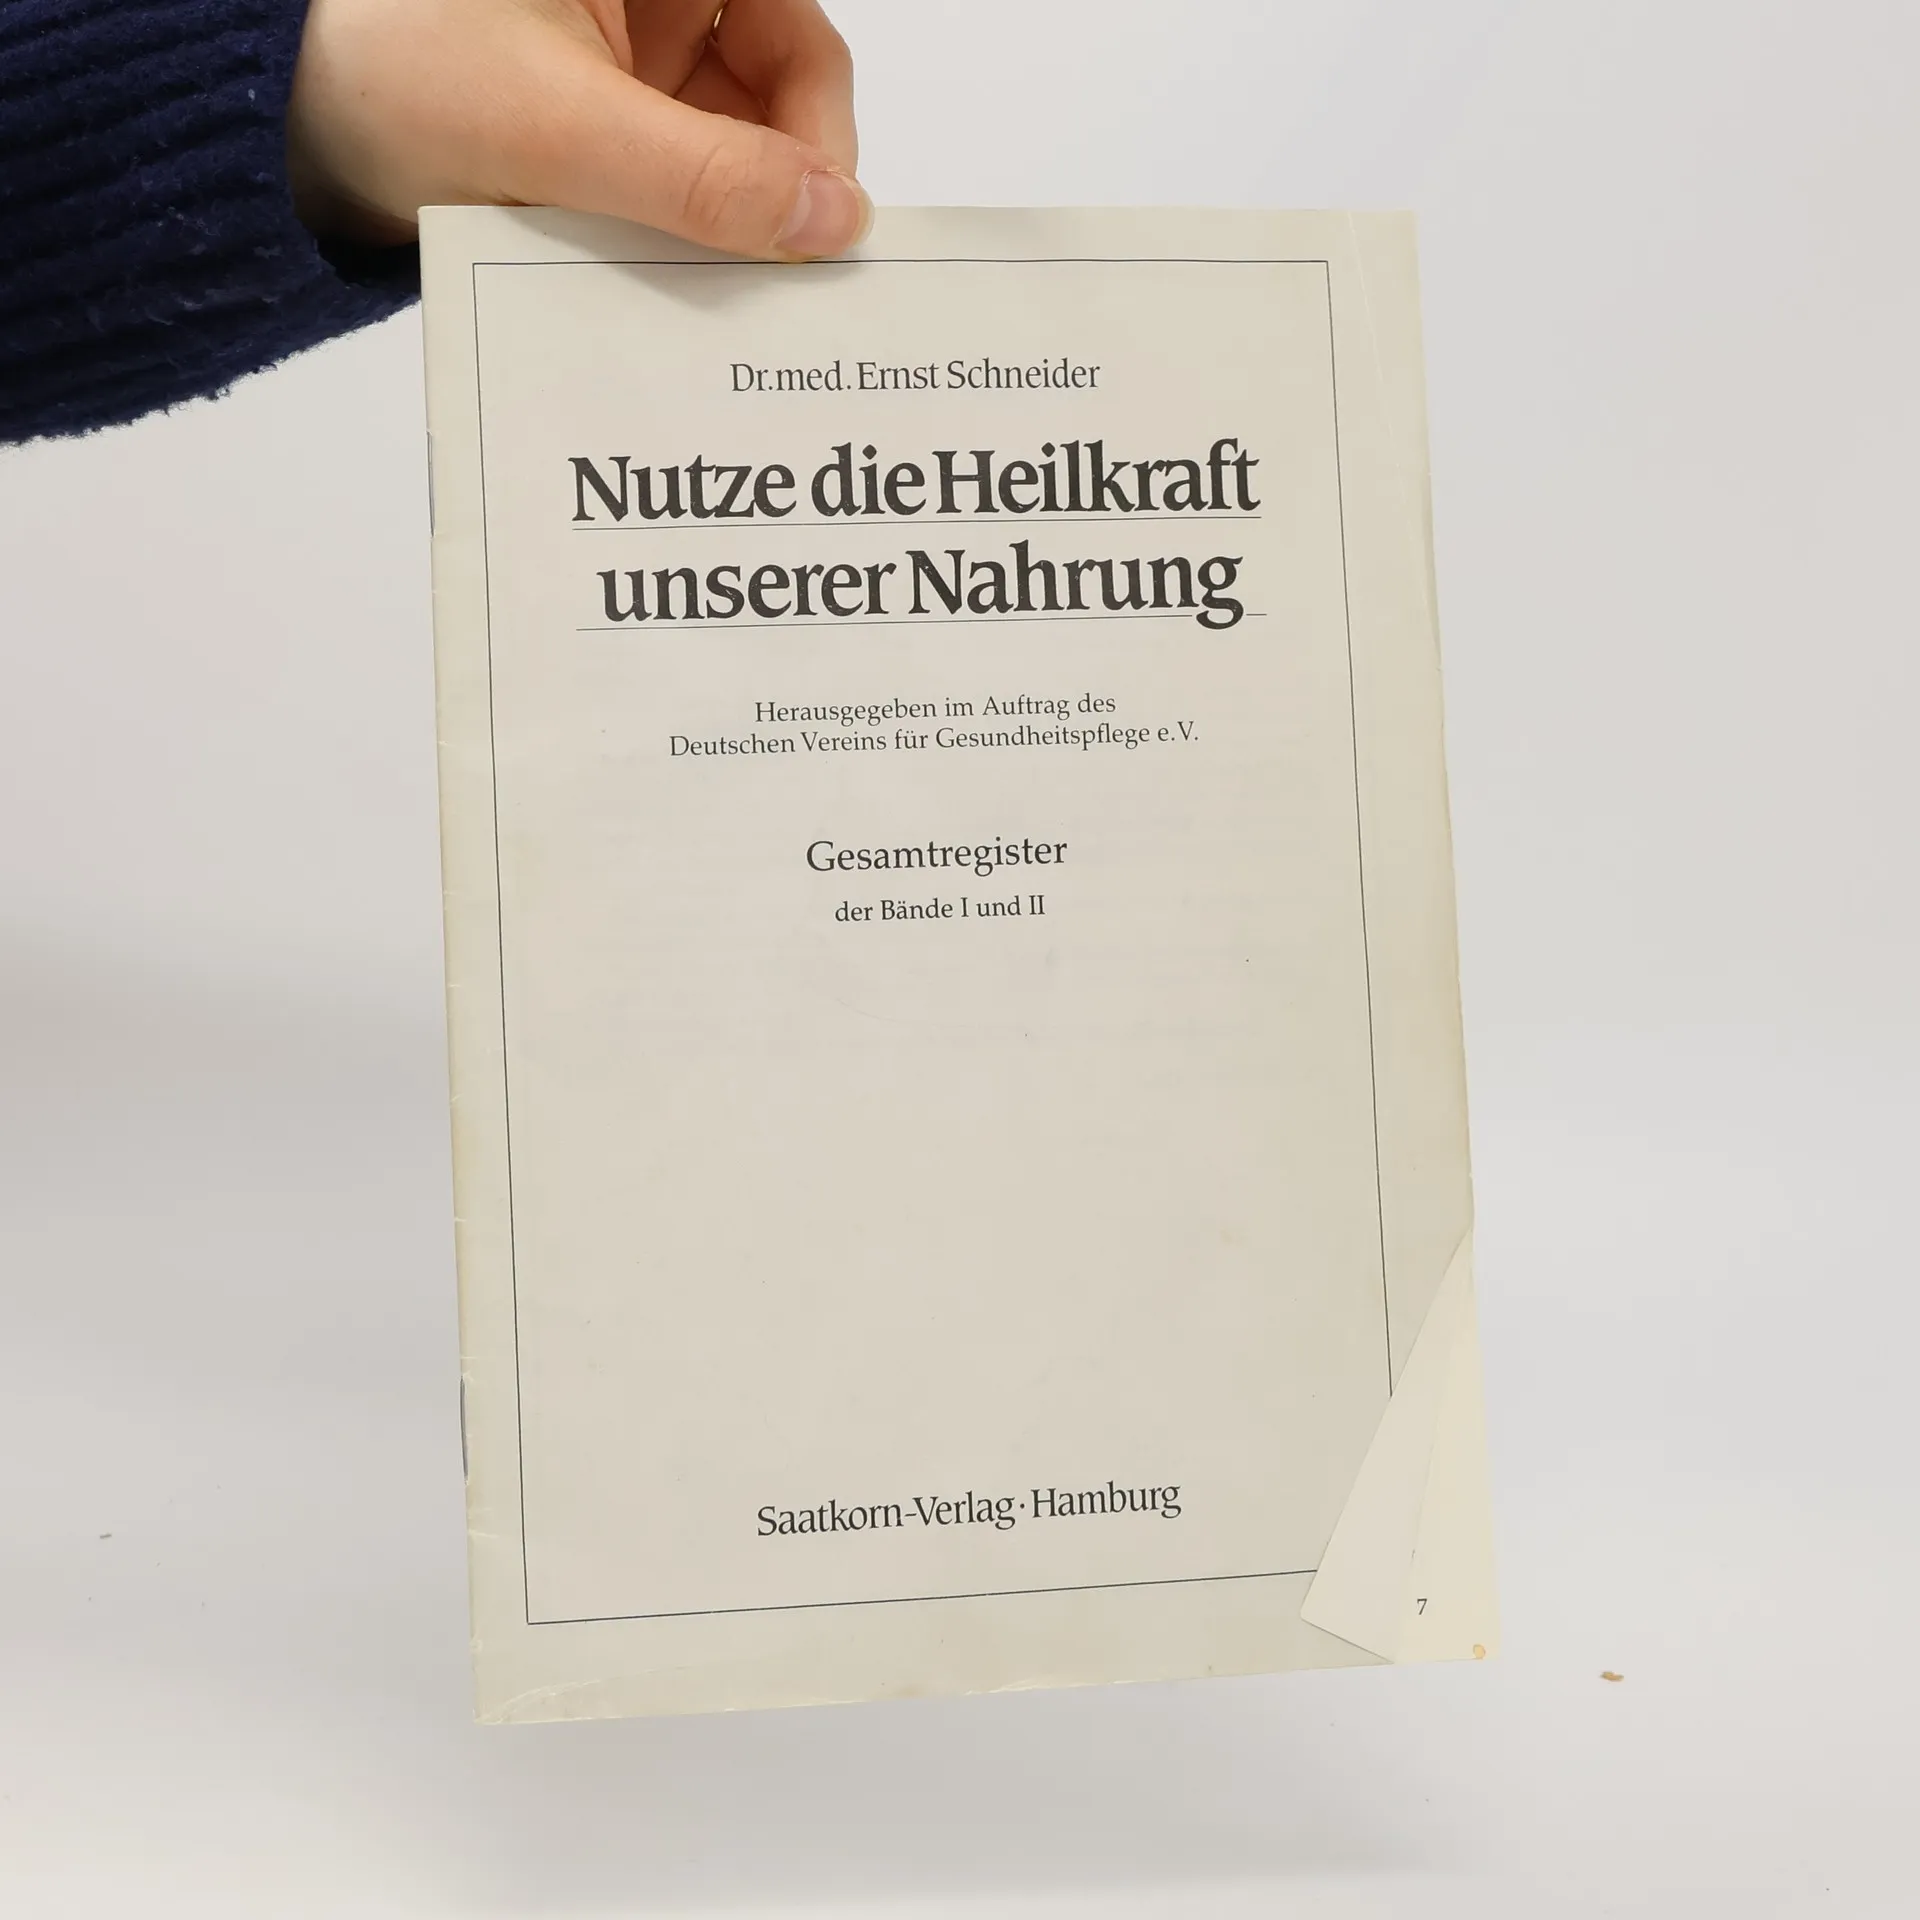 Dr. med. Ernst Schneider
Nutze die Heilkraft
unserer Nahrung
Herausgegeben im Auftrag des
Deutschen Vereins für Gesundheitspflege e.V.
Gesamtregister
der Bände I und II
Saatkorn-Verlag · Hamburg
7